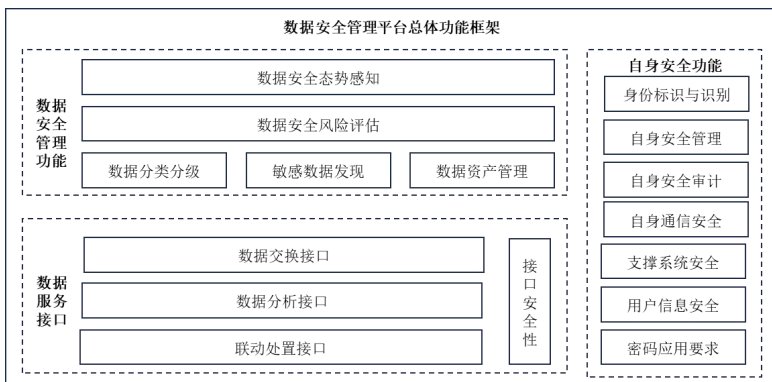 数据安全管理平台总体功能框架
数据
安全
管理
功能
数据安全态势感知
数据安全风险评估
数据分类分级
敏感数据发现
数据资产管理
数据
服务
接口
数据交换接口
数据分析接口
联动处置接口
接
口
安
全
性
自身安全功能
身份标识与识别
自身安全管理
自身安全审计
自身通信安全
支撑系统安全
用户信息安全
密码应用要求